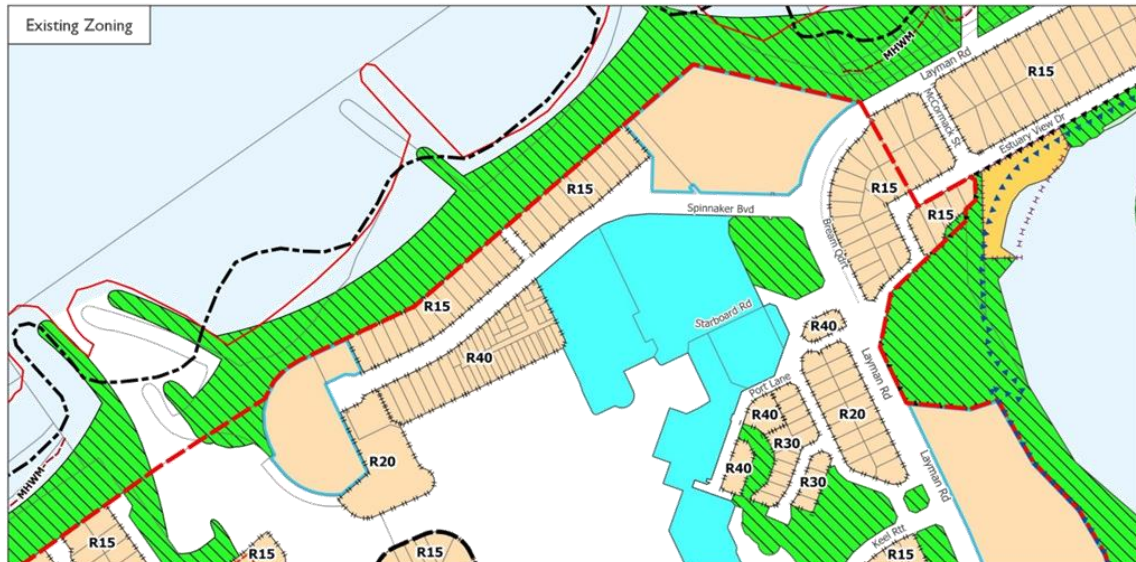 Existing Zoning
MHWM
Layman Rd
R15
McCormack St
Estuary View Dr
R15
R15
R15
Spinnaker Bvd
Bream Qdrt
R15
Starboard Rd
R40
R40
Layman Rd
Port Lane
R40
R20
R30
R20
R40
R30
Layman Rd
MHWM
Keel Rtt
R15
R15
R15
R15